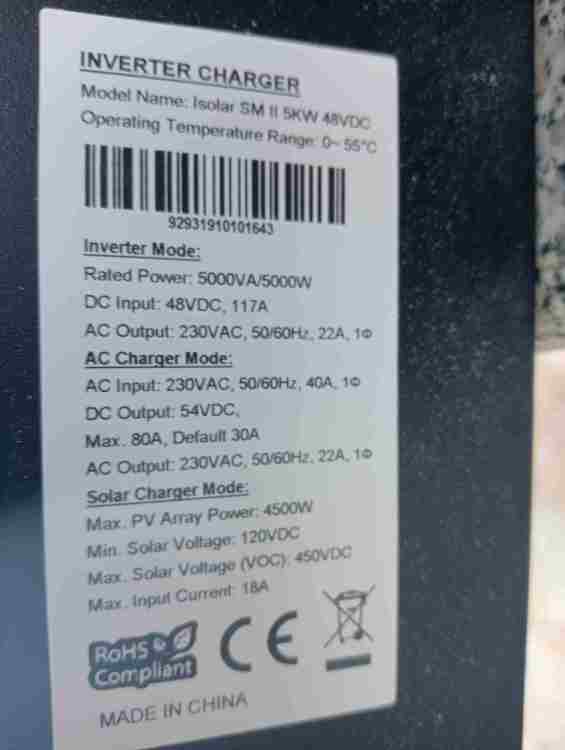 INVERTER CHARGER
Model Name: Isolar SM II 5KW 48VDC
Operating Temperature Range: 0~ 55°C
92931910101643
Inverter Mode:
Rated Power: 5000VA/5000W
DC Input: 48VDC, 117A
AC Output: 230VAC, 50/60Hz, 22A, 1Φ
AC Charger Mode:
AC Input: 230VAC, 50/60Hz, 40A, 1Φ
DC Output: 54VDC,
Max. 80A, Default 30A
AC Output: 230VAC, 50/60Hz, 22A, 1Φ
Solar Charger Mode:
Max. PV Array Power: 4500W
Min. Solar Voltage: 120VDC
Max. Solar Voltage (VOC): 450VDC
Max. Input Current: 18A
RoHS
Compliant
CE
MADE IN CHINA